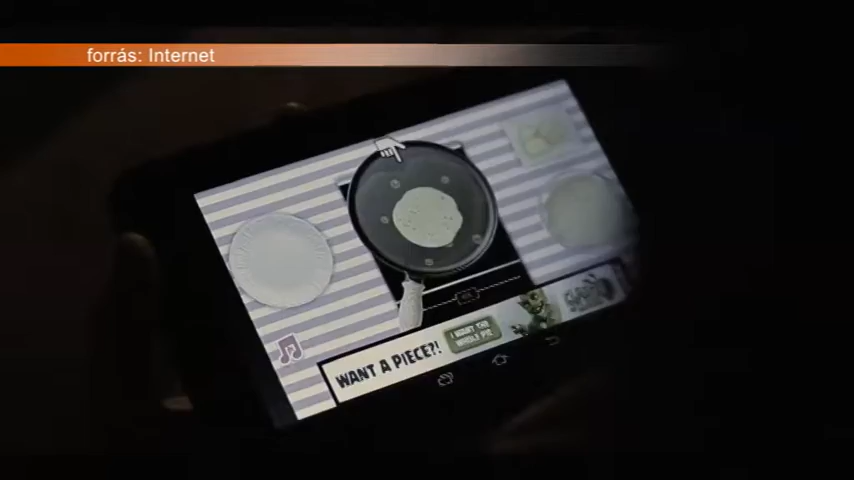 forrás: Internet
WANT A PIECE?!
I WANT THE
WHOLE PIE